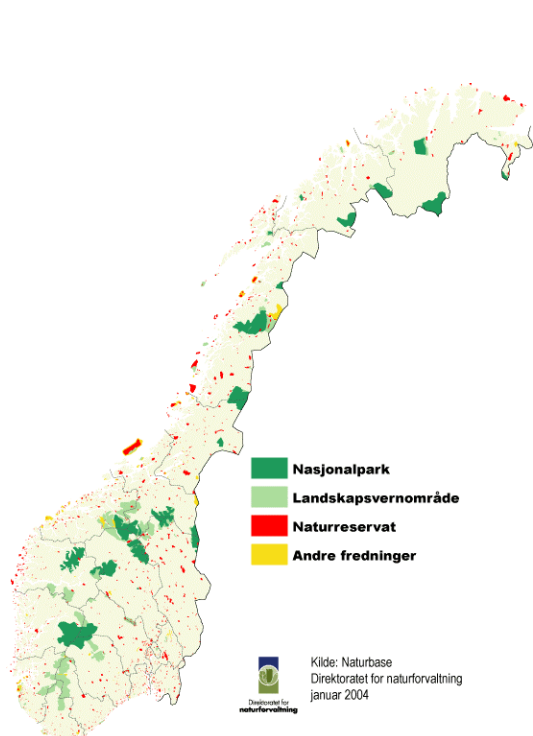 Nasjonalpark
Landskapsvernområde
Naturreservat
Andre fredninger
Kilde: Naturbase
Direktoratet for naturforvaltning
januar 2004
Direktoratet for
naturforvaltning